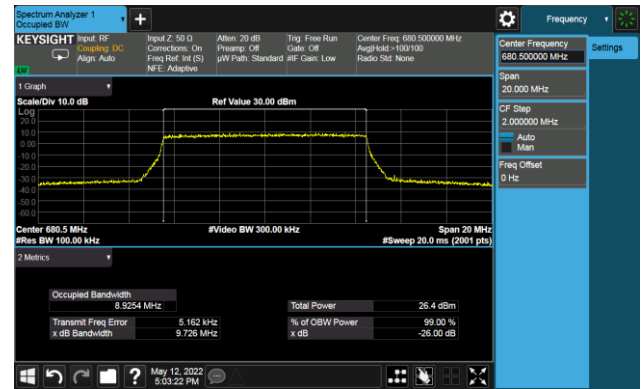 Spectrum Analyzer 1
Occupied BW
Frequency
KEYSIGHT
Input: RF
Coupling: DC
Align: Auto
Input Z: 50 Ω
Corrections: On
Freq Ref: Int (S)
NFE: Adaptive
Atten: 20 dB
Preamp: Off
µW Path: Standard
Trig: Free Run
Gate: Off
#IF Gain: Low
Center Freq: 680.500000 MHz
Avg|Hold:>100/100
Radio Std: None
Center Frequency
680.500000 MHz
Settings
Span
20.000 MHz
CF Step
2.000000 MHz
Auto
Man
Freq Offset
0 Hz
1 Graph
Scale/Div 10.0 dB
Ref Value 30.00 dBm
Log
20.0
10.0
0.00
-10.0
-20.0
-30.0
-40.0
-50.0
-60.0
Center 680.5 MHz
#Video BW 300.00 kHz
Span 20 MHz
#Res BW 100.00 kHz
#Sweep 20.0 ms (2001 pts)
2 Metrics
Occupied Bandwidth
8.9254 MHz
Total Power
26.4 dBm
Transmit Freq Error
5.162 kHz
% of OBW Power
99.00 %
x dB Bandwidth
9.726 MHz
x dB
-26.00 dB
May 12, 2022
5:03:22 PM